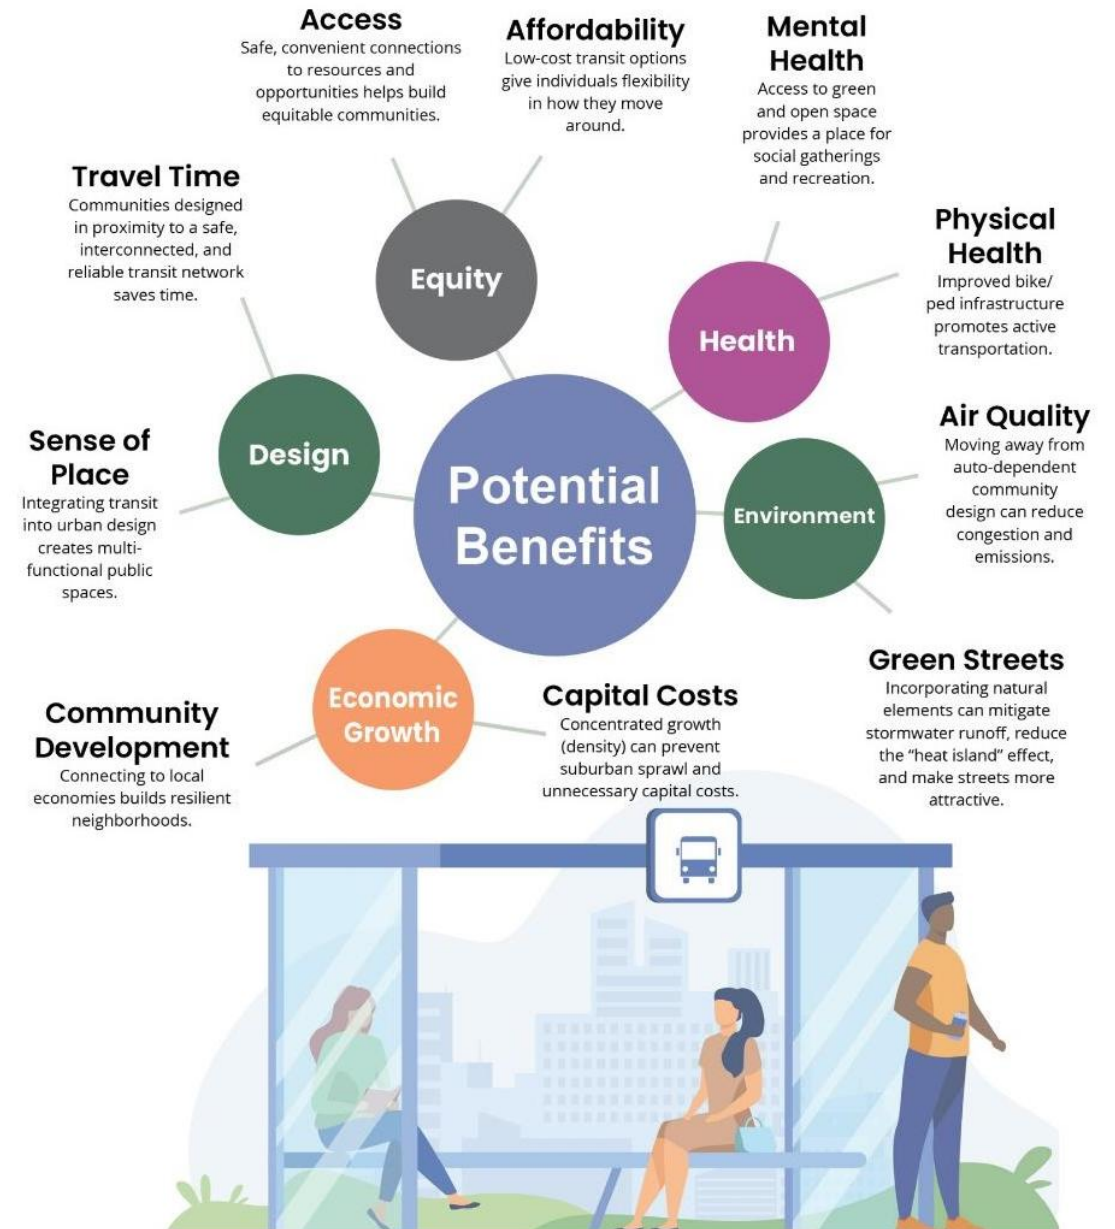 Access
Safe, convenient connections
to resources and
opportunities helps build
equitable communities.
Affordability
Low-cost transit options
give individuals flexibility
in how they move
around.
Mental
Health
Access to green
and open space
provides a place for
social gatherings
and recreation.
Travel Time
Communities designed
in proximity to a safe,
interconnected, and
reliable transit network
saves time.
Physical
Health
Improved bike/
ped infrastructure
promotes active
transportation.
Equity
Health
Design
Sense of
Place
Integrating transit
into urban design
creates multi-
functional public
spaces.
Potential
Benefits
Environment
Air Quality
Moving away from
auto-dependent
community
design can reduce
congestion and
emissions.
Green Streets
Incorporating natural
elements can mitigate
stormwater runoff, reduce
the “heat island” effect,
and make streets more
attractive.
Economic
Growth
Community
Development
Connecting to local
economies builds resilient
neighborhoods.
Capital Costs
Concentrated growth
(density) can prevent
suburban sprawl and
unnecessary capital costs.